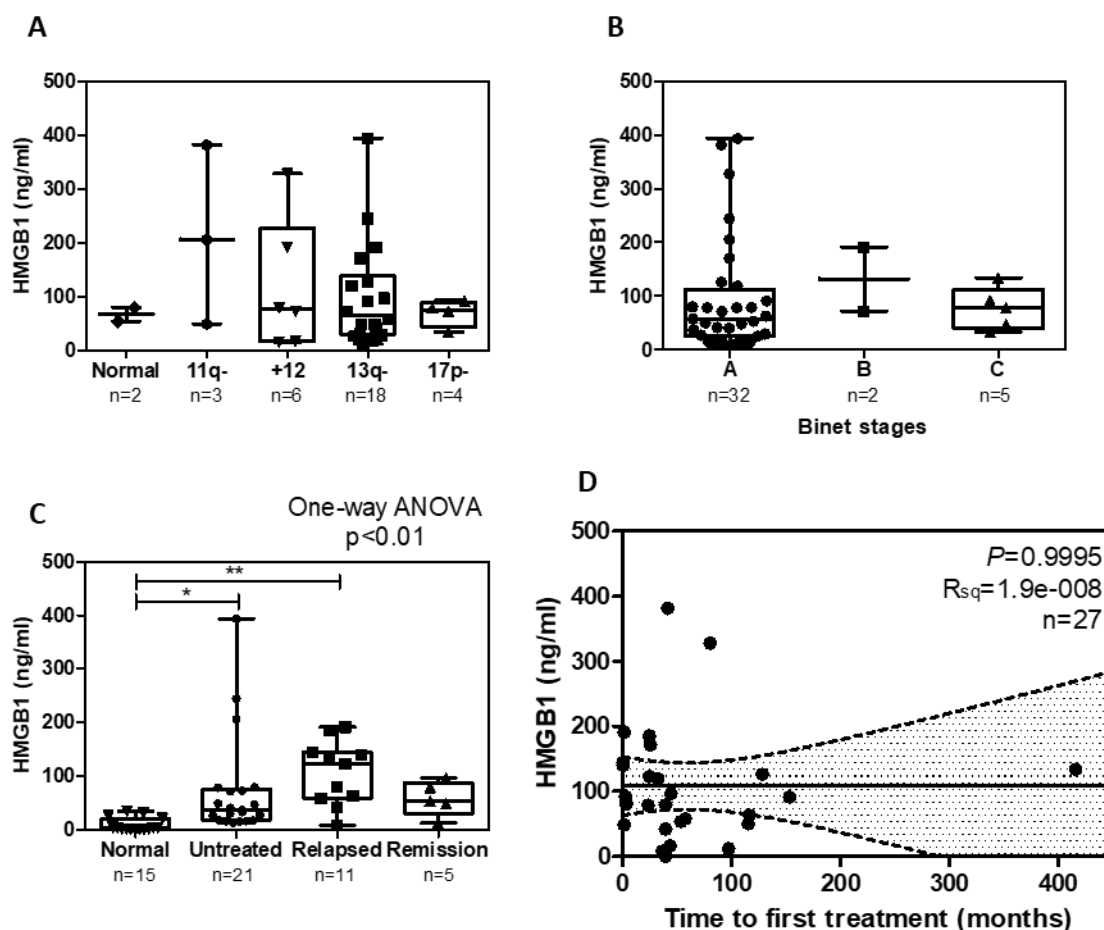 A
HMGB1 (ng/ml)
500
400
300
200
100
0
Normal 11q- +12 13q- 17p-
n=2 n=3 n=6 n=18 n=4
B
HMGB1 (ng/ml)
500
400
300
200
100
0
A B C
n=32 n=2 n=5
Binet stages
C
One-way ANOVA
p<0.01
HMGB1 (ng/ml)
500
400
300
200
100
0
**
*
Normal Untreated Relapsed Remission
n=15 n=21 n=11 n=5
D
HMGB1 (ng/ml)
500
400
300
200
100
0
P=0.9995
Rsq=1.9e-008
n=27
0 100 200 300 400
Time to first treatment (months)